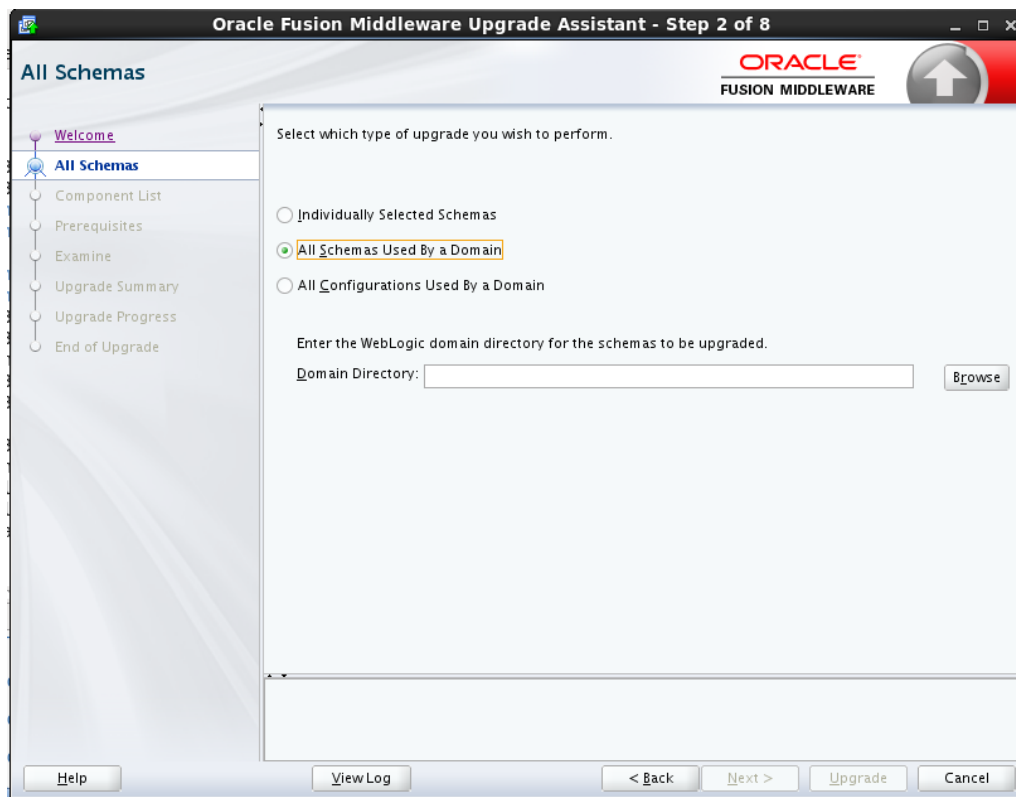 Oracle Fusion Middleware Upgrade Assistant - Step 2 of 8
All Schemas
ORACLE
FUSION MIDDLEWARE
Welcome
All Schemas
Component List
Prerequisites
Examine
Upgrade Summary
Upgrade Progress
End of Upgrade
Select which type of upgrade you wish to perform.
Individually Selected Schemas
All Schemas Used By a Domain
All Configurations Used By a Domain
Enter the WebLogic domain directory for the schemas to be upgraded.
Domain Directory: Browse
Help View Log < Back Next > Upgrade Cancel